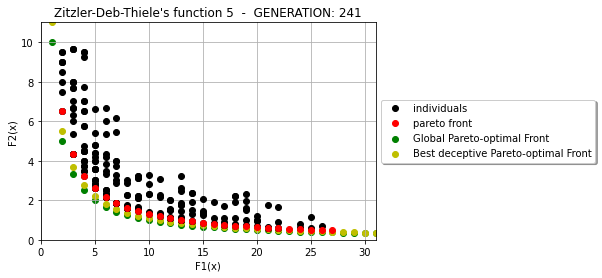 Zitzler-Deb-Thiele's function 5 - GENERATION: 241
F2(x)
10
8
6
4
2
0
0 5 10 15 20 25 30
F1(x)
individuals
pareto front
Global Pareto-optimal Front
Best deceptive Pareto-optimal Front